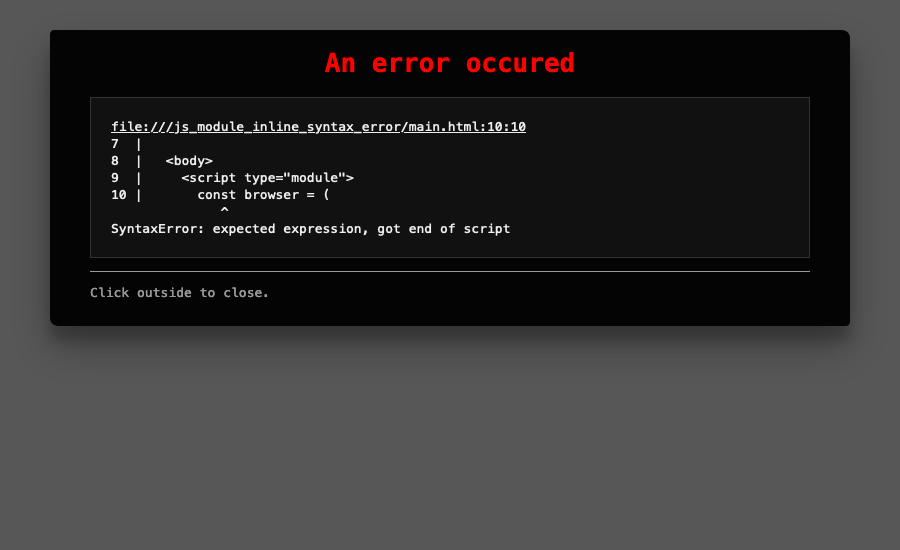 An error occured
file:///js_module_inline_syntax_error/main.html:10:10
7  |
8  |   <body>
9  |     <script type="module">
10 |       const browser = (
              ^
SyntaxError: expected expression, got end of script
Click outside to close.